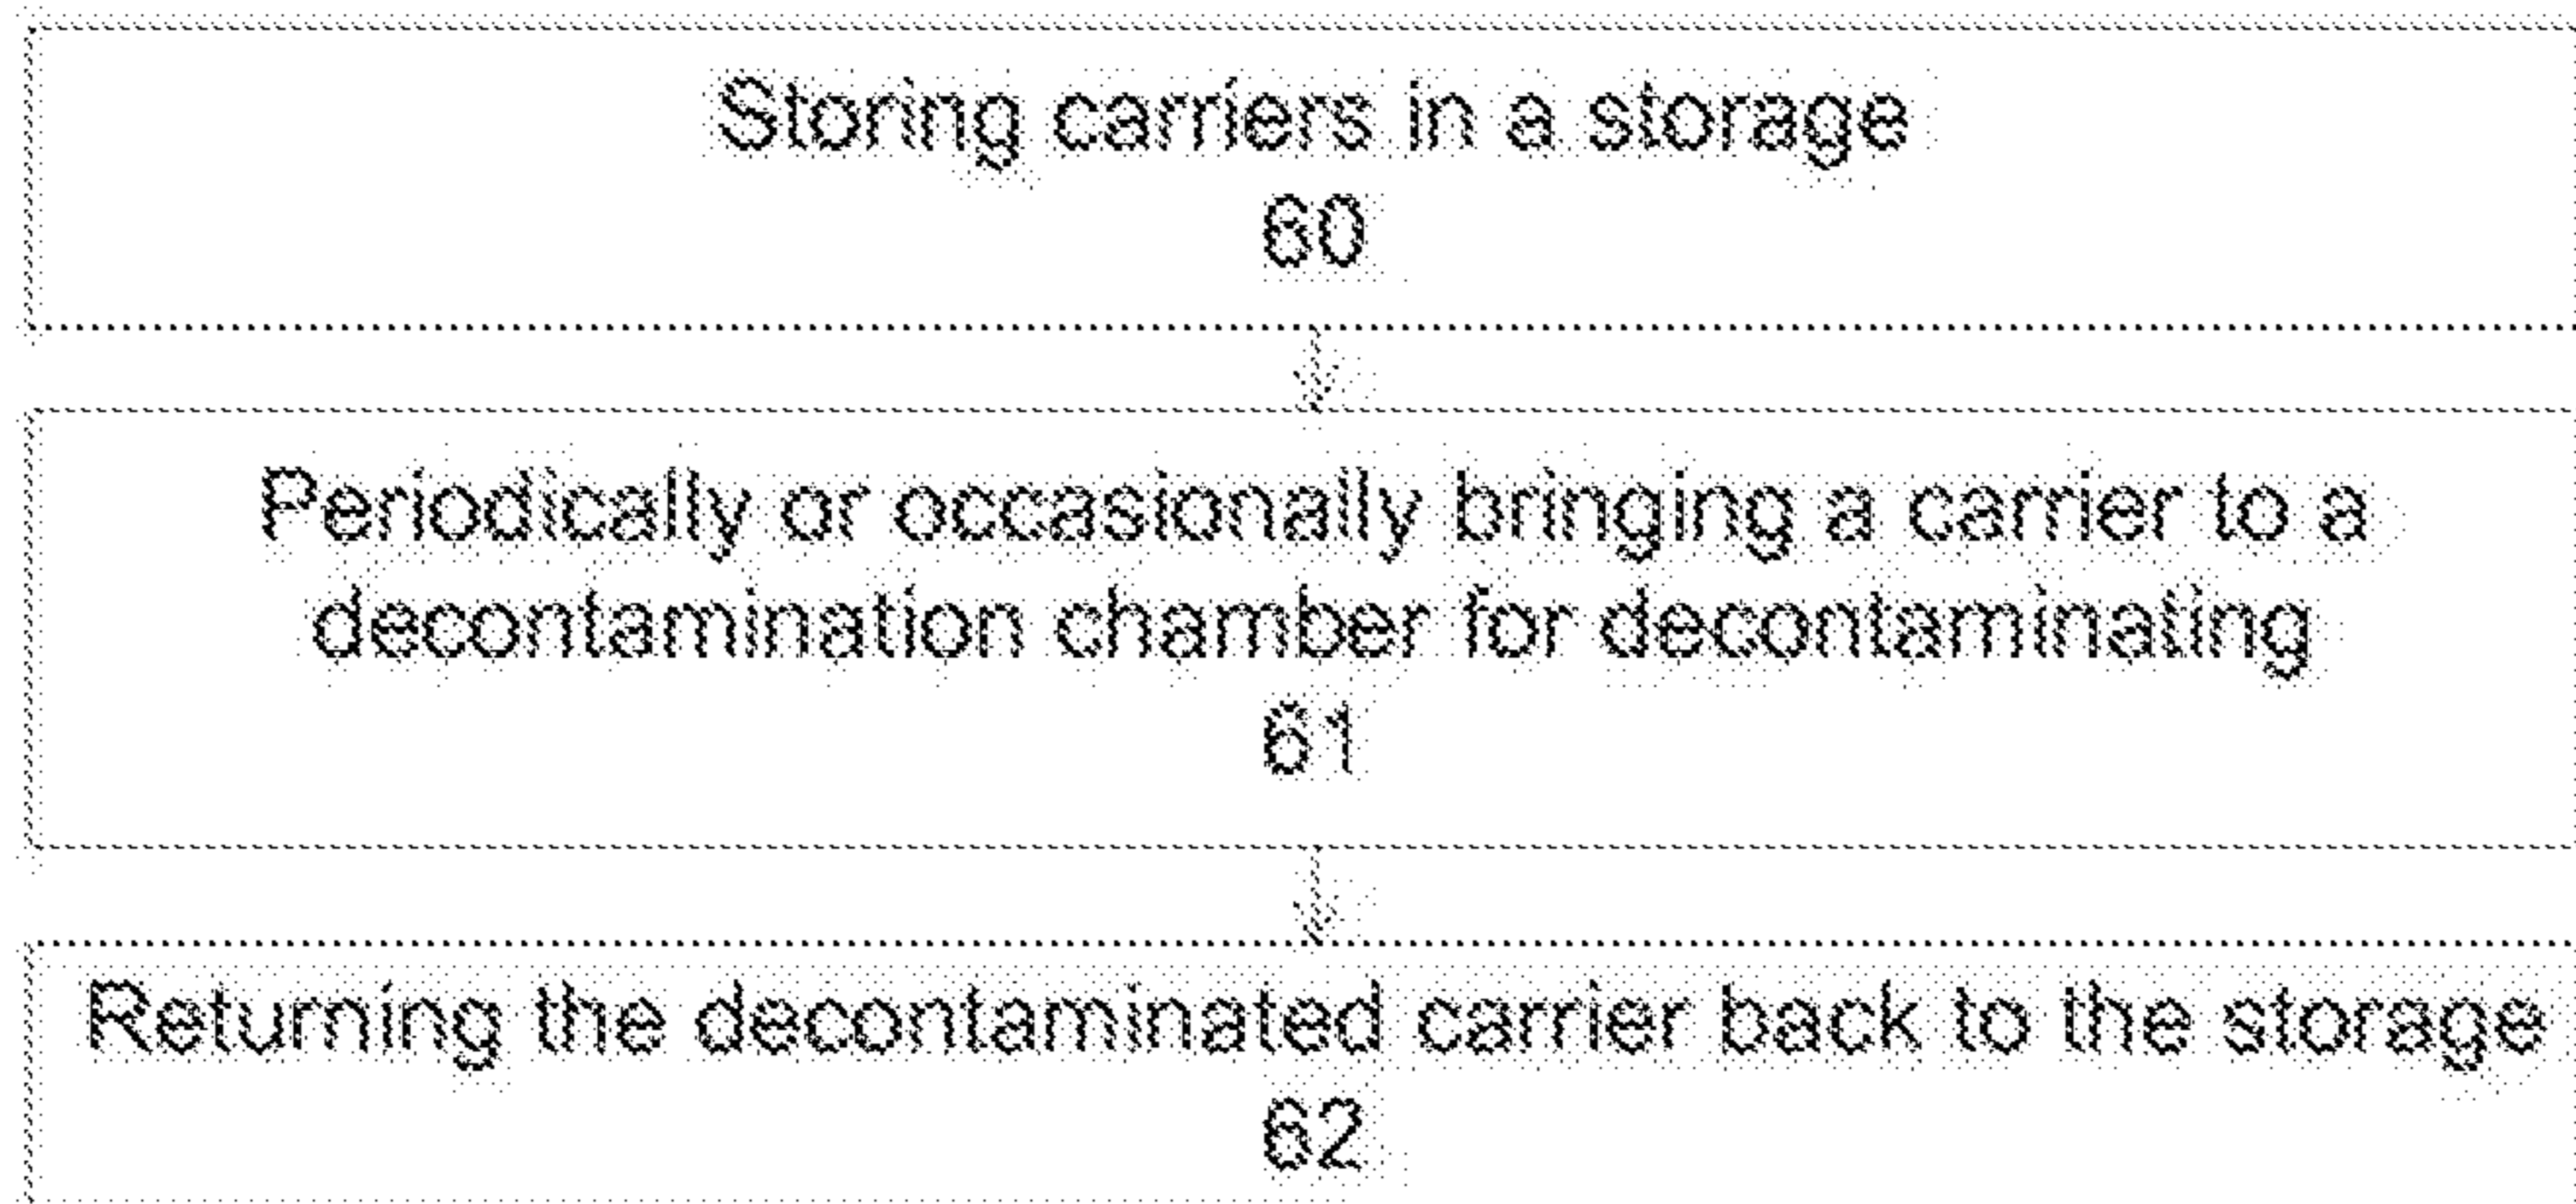 Storing carriers in a storage
60
Periodically or occasionally bringing a carrier to a
decontamination chamber for decontaminating
61
Returning the decontaminated carrier back to the storage
62